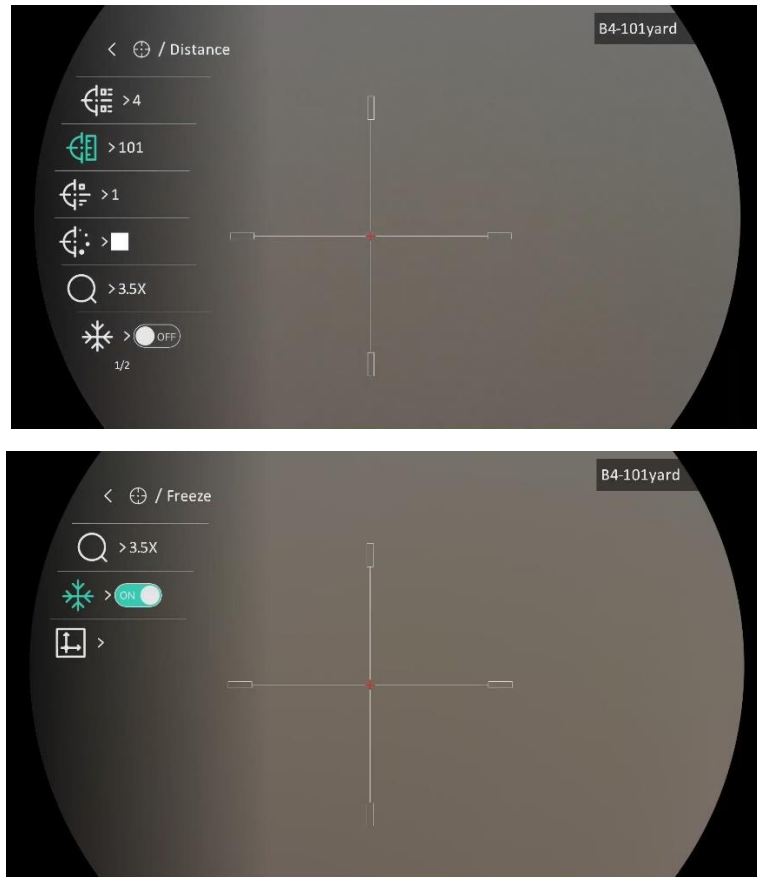 B4-101yard
< / Distance
>4
>101
>1
>
>3.5X
> OFF
1/2
B4-101yard
< / Freeze
>3.5X
> ON
>